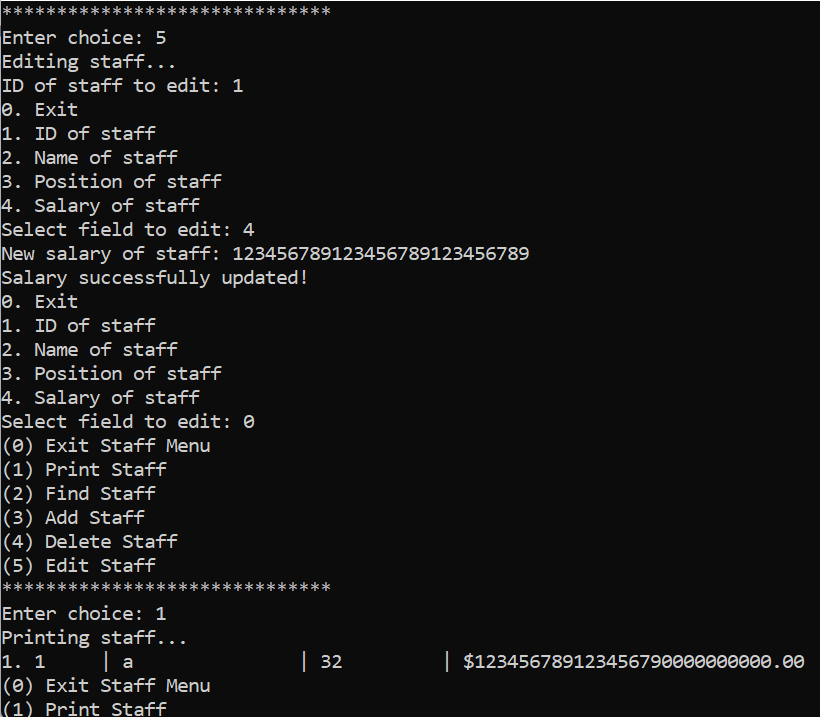 ******************************
Enter choice: 5
Editing staff...
ID of staff to edit: 1
0. Exit
1. ID of staff
2. Name of staff
3. Position of staff
4. Salary of staff
Select field to edit: 4
New salary of staff: 123456789123456789123456789
Salary successfully updated!
0. Exit
1. ID of staff
2. Name of staff
3. Position of staff
4. Salary of staff
Select field to edit: 0
(0) Exit Staff Menu
(1) Print Staff
(2) Find Staff
(3) Add Staff
(4) Delete Staff
(5) Edit Staff
******************************
Enter choice: 1
Printing staff...
1. 1     | a               | 32         | $123456789123456790000000000.00
(0) Exit Staff Menu
(1) Print Staff